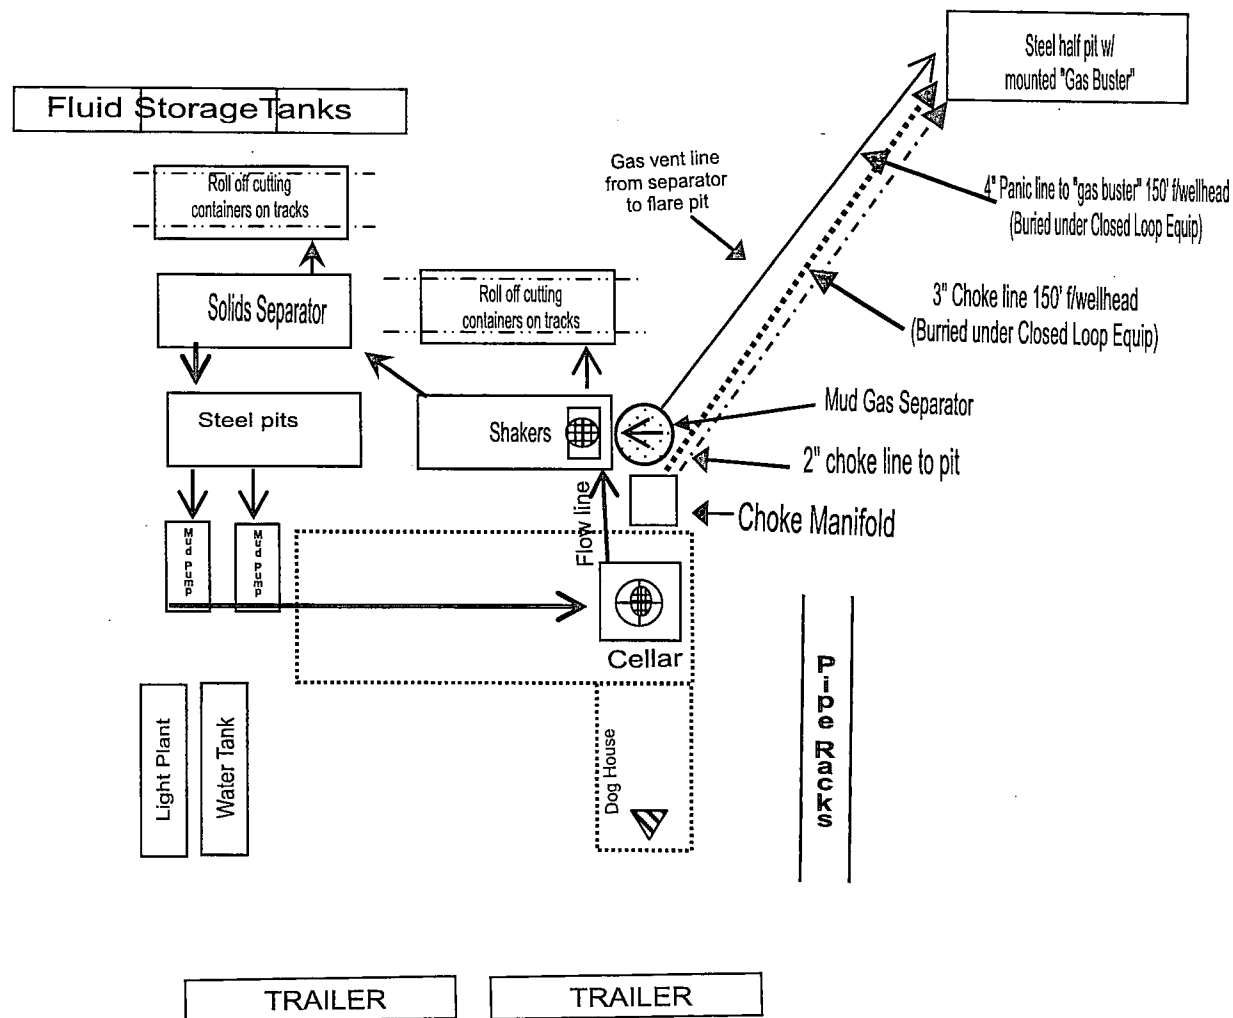 Steel half pit w/
mounted "Gas Buster"
Fluid StorageTanks
Gas vent line
from separator
to flare pit
Roll off cutting
containers on tracks
4" Panic line to "gas buster" 150' f/wellhead
(Buried under Closed Loop Equip)
Solids Separator
Roll off cutting
containers on tracks
3" Choke line 150' f/wellhead
(Burried under Closed Loop Equip)
Steel pits
Shakers
Mud Gas Separator
2" choke line to pit
Flow line
Choke Manifold
Mud Pump
Mud Pump
Cellar
Pipe Racks
Light Plant
Water Tank
Dog House
TRAILER
TRAILER